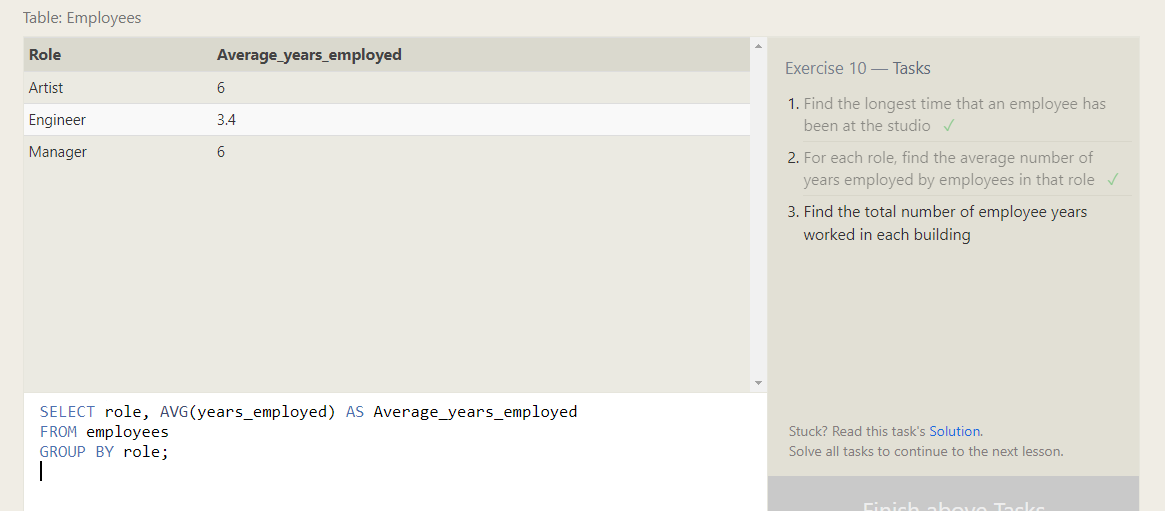 Table: Employees
Role Average_years_employed
Artist 6
Engineer 3.4
Manager 6
SELECT role, AVG(years_employed) AS Average_years_employed
FROM employees
GROUP BY role;
Exercise 10 — Tasks
1. Find the longest time that an employee has
been at the studio ✓
2. For each role, find the average number of
years employed by employees in that role ✓
3. Find the total number of employee years
worked in each building
Stuck? Read this task's Solution.
Solve all tasks to continue to the next lesson.
Finish above Tasks